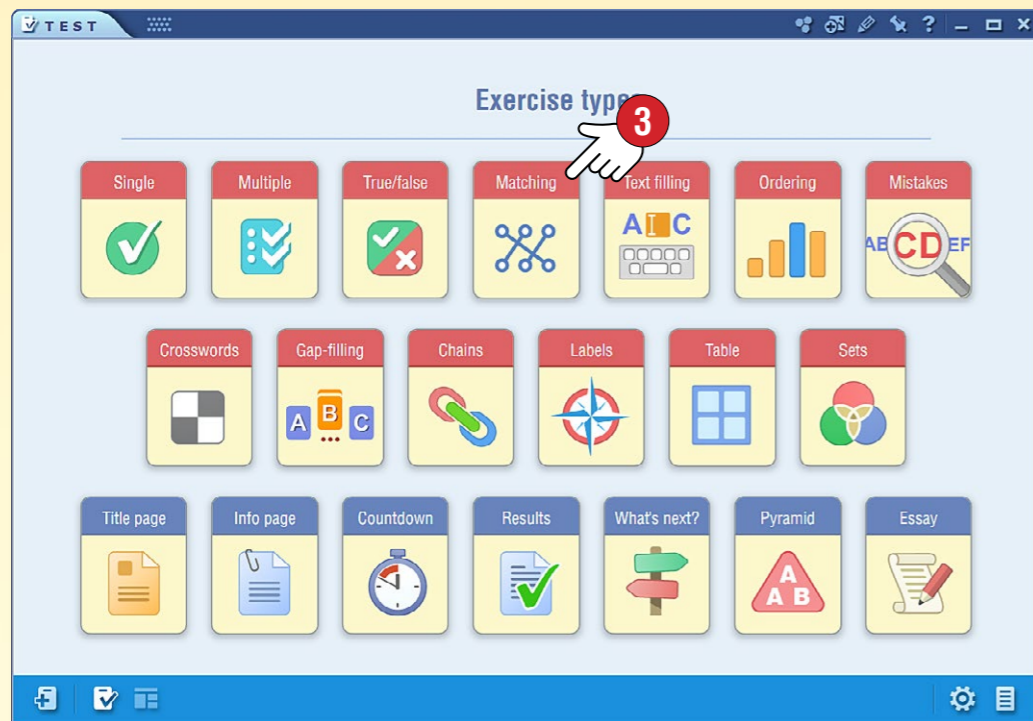 TEST
Exercise types
3
Single Multiple True/false Matching Text filling Ordering Mistakes
A I C
AB CD EF
Crosswords Gap-filling Chains Labels Table Sets
A B C
Title page Info page Countdown Results What's next? Pyramid Essay
A
A B